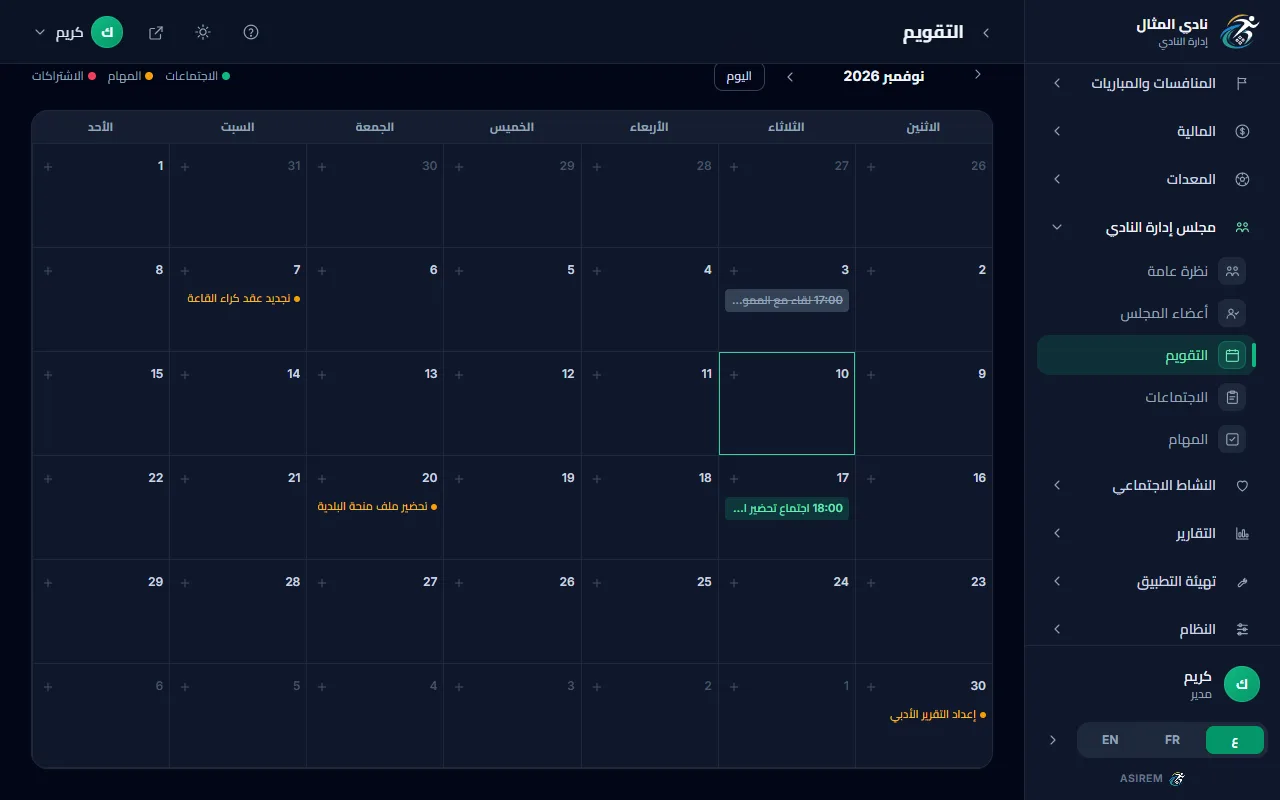 نادي المثال
إدارة النادي
التقويم
كريم
ك
المنافسات والمباريات
المالية
المعدات
مجلس إدارة النادي
نظرة عامة
أعضاء المجلس
التقويم
الاجتماعات
المهام
النشاط الاجتماعي
التقارير
تهيئة التطبيق
النظام
ك
كريم
مدير
ع FR EN
ASIREM
نوفمبر 2026
اليوم
الاجتماعات المهام الاشتراكات
الاثنين الثلاثاء الأربعاء الخميس الجمعة السبت الأحد
26 27 28 29 30 31 1
2 3 4 5 6 7 8
17:00 لقاء مع الممو...
تجديد عقد كراء القاعة
9 10 11 12 13 14 15
16 17 18 19 20 21 22
18:00 اجتماع تحضير ا...
تحضير ملف منحة البلدية
23 24 25 26 27 28 29
30 1 2 3 4 5 6
إعداد التقرير الأدبي